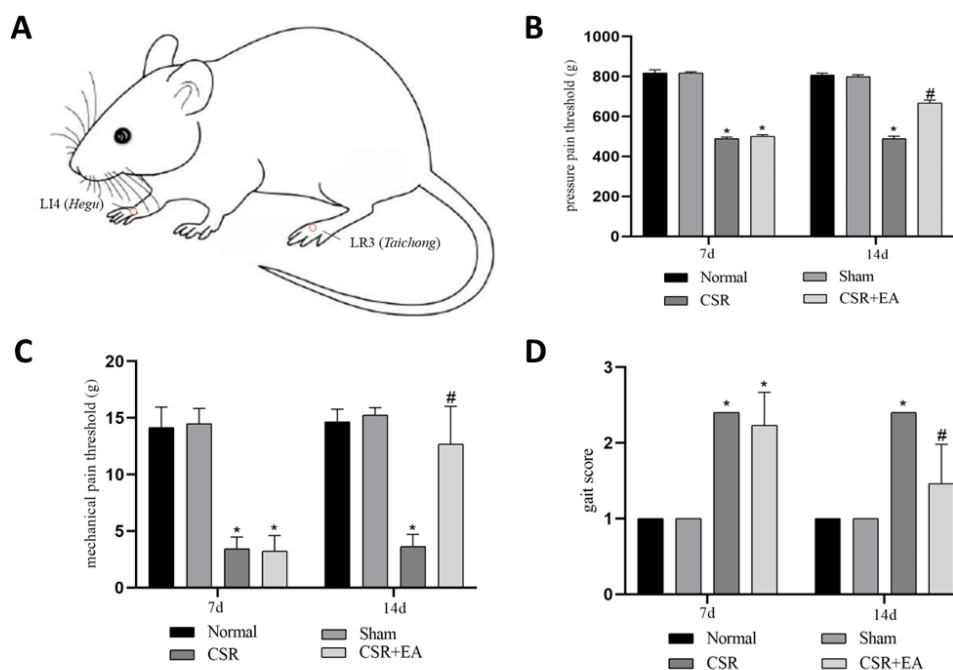 A
LI4 (Hegu)
LR3 (Taichong)
B
pressure pain threshold (g)
1000
800
600
400
200
0
* * * #
7d 14d
Normal Sham
CSR CSR+EA
C
mechanical pain threshold (g)
20
15
10
5
0
* * * #
7d 14d
Normal Sham
CSR CSR+EA
D
gait score
3
2
1
0
* * * #
7d 14d
Normal Sham
CSR CSR+EA